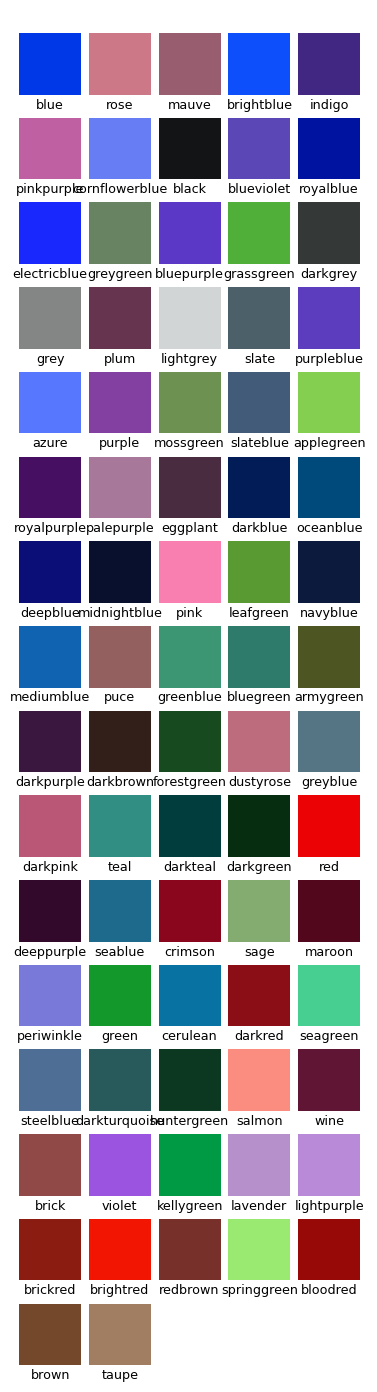 blue rose mauve brightblue indigo
pinkpurple cornflowerblue black blueviolet royalblue
electricblue greygreen bluepurple grassgreen darkgrey
grey plum lightgrey slate purpleblue
azure purple mossgreen slateblue applegreen
royalpurple palepurple eggplant darkblue oceanblue
deepblue midnightblue pink leafgreen navyblue
mediumblue puce greenblue bluegreen armygreen
darkpurple darkbrown forestgreen dustyrose greyblue
darkpink teal darkteal darkgreen red
deeppurple seablue crimson sage maroon
periwinkle green cerulean darkred seagreen
steelblue darkturquoise huntergreen salmon wine
brick violet kellygreen lavender lightpurple
brickred brightred redbrown springgreen bloodred
brown taupe